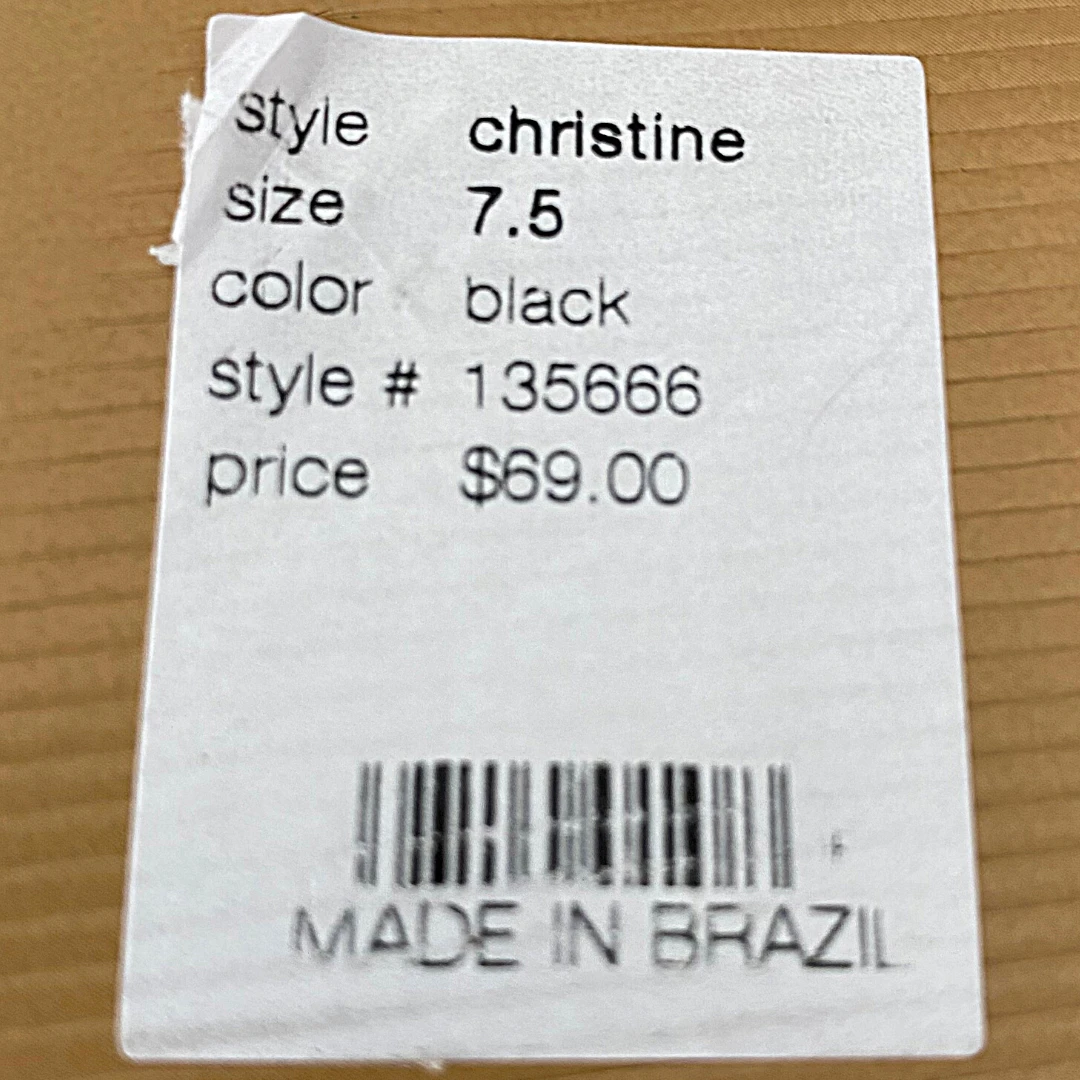 style christine
size 7.5
color black
style # 135666
price $69.00
MADE IN BRAZIL